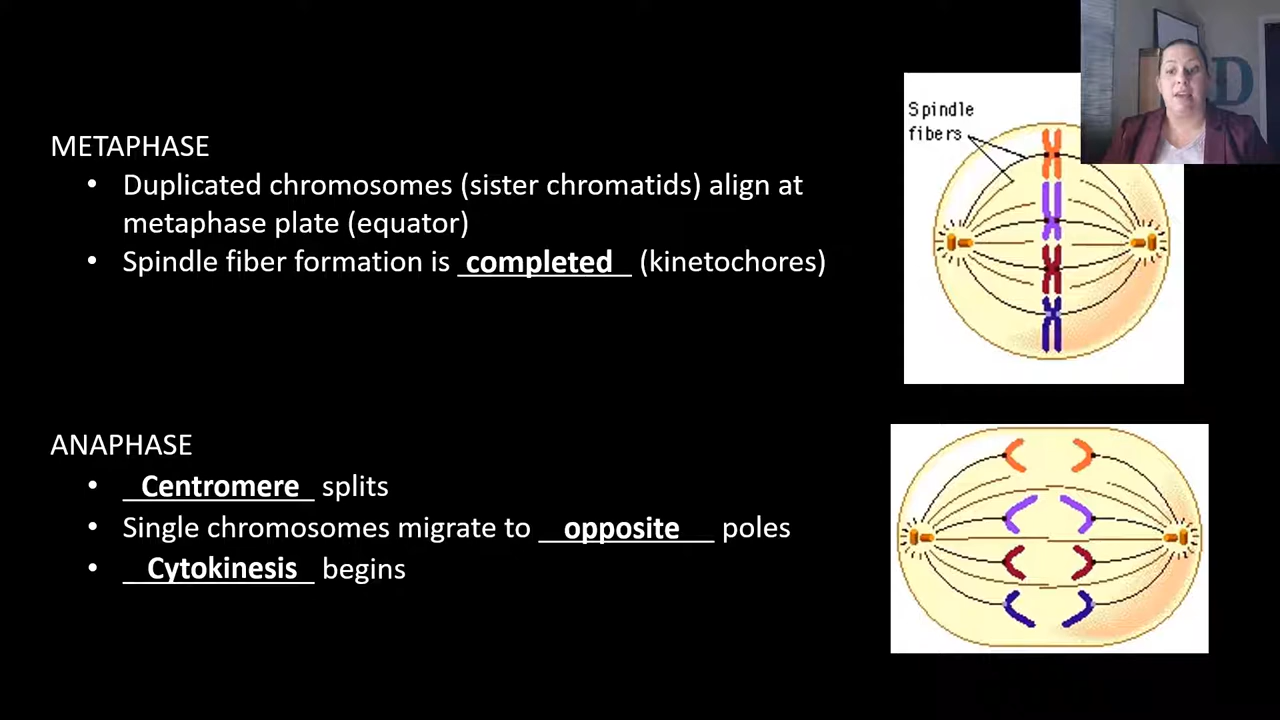 METAPHASE
• Duplicated chromosomes (sister chromatids) align at
metaphase plate (equator)
• Spindle fiber formation is completed (kinetochores)
Spindle
fibers
D
ANAPHASE
• Centromere splits
• Single chromosomes migrate to opposite poles
• Cytokinesis begins